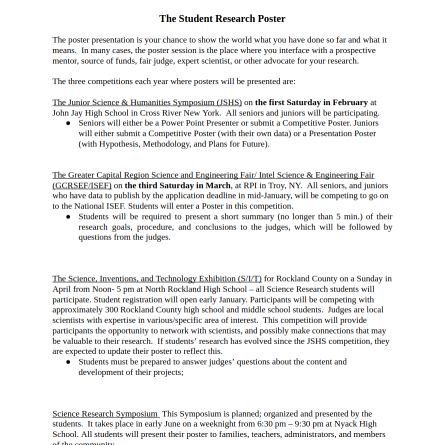 The Student Research Poster
The poster presentation is your chance to show the world what you have done so far and what it
means. In many cases, the poster session is the place where you interface with a prospective
mentor, source of funds, fair judge, expert scientist, or other advocate for your research.
The three competitions each year where posters will be presented are:
The Junior Science & Humanities Symposium (JSHS) on the first Saturday in February at
John Jay High School in Cross River New York. All seniors and juniors will be participating.
● Seniors will either be a Power Point Presenter or submit a Competitive Poster. Juniors
will either submit a Competitive Poster (with their own data) or a Presentation Poster
(with Hypothesis, Methodology, and Plans for Future).
The Greater Capital Region Science and Engineering Fair/ Intel Science & Engineering Fair
(GCRSEF/ISEF) on the third Saturday in March, at RPI in Troy, NY. All seniors, and juniors
who have data to publish by the application deadline in mid-January, will be competing to go on
to the National ISEF. Students will enter a Poster in this competition.
● Students will be required to present a short summary (no longer than 5 min.) of their
research goals, procedure, and conclusions to the judges, which will be followed by
questions from the judges.
The Science, Inventions, and Technology Exhibition (S/I/T) for Rockland County on a Sunday in
April from Noon- 5 pm at North Rockland High School – all Science Research students will
participate. Student registration will open early January. Participants will be competing with
approximately 300 Rockland County high school and middle school students. Judges are local
scientists with expertise in various/specific area of interest. This competition will provide
participants the opportunity to network with scientists, and possibly make connections that may
be valuable to their research. If students’ research has evolved since the JSHS competition, they
are expected to update their poster to reflect this.
● Students must be prepared to answer judges’ questions about the content and
development of their projects;
Science Research Symposium This Symposium is planned; organized and presented by the
students. It takes place in early June on a weeknight from 6:30 pm – 9:30 pm at Nyack High
School. All students will present their poster to families, teachers, administrators, and members
of the community.